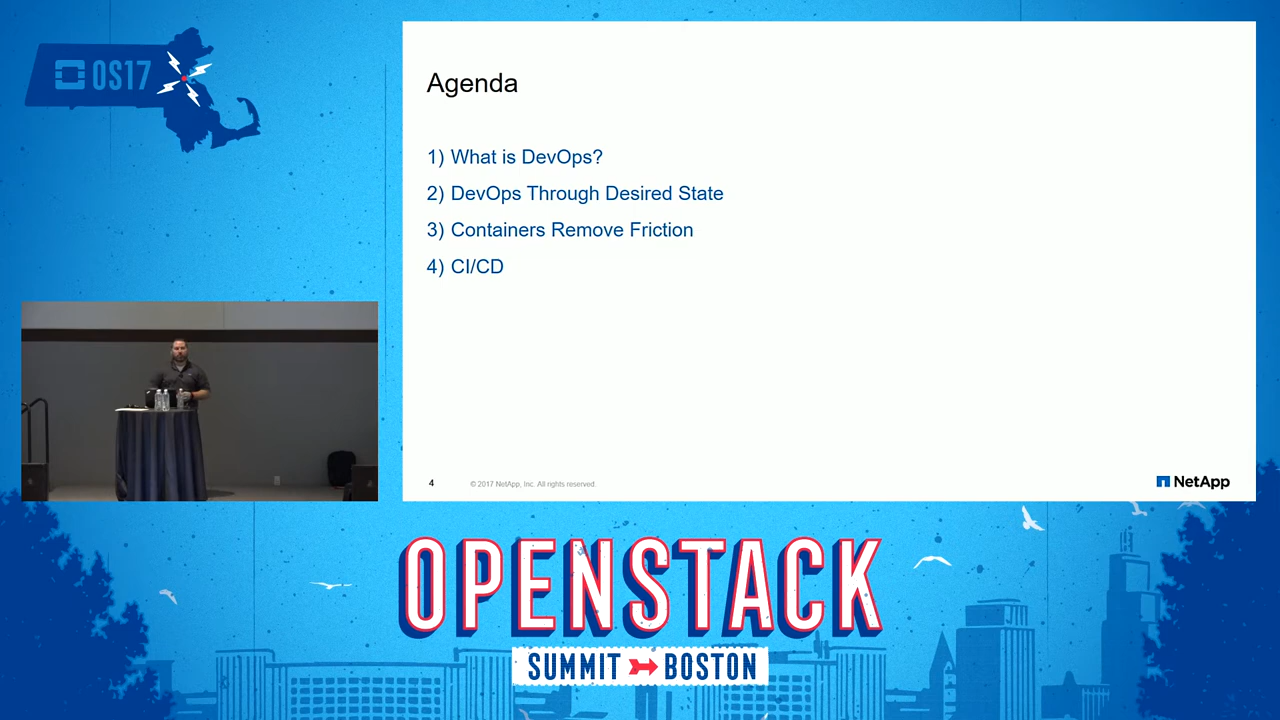 OS17
Agenda
1) What is DevOps?
2) DevOps Through Desired State
3) Containers Remove Friction
4) CI/CD
4
© 2017 NetApp, Inc. All rights reserved.
NetApp
OPENSTACK
SUMMIT BOSTON